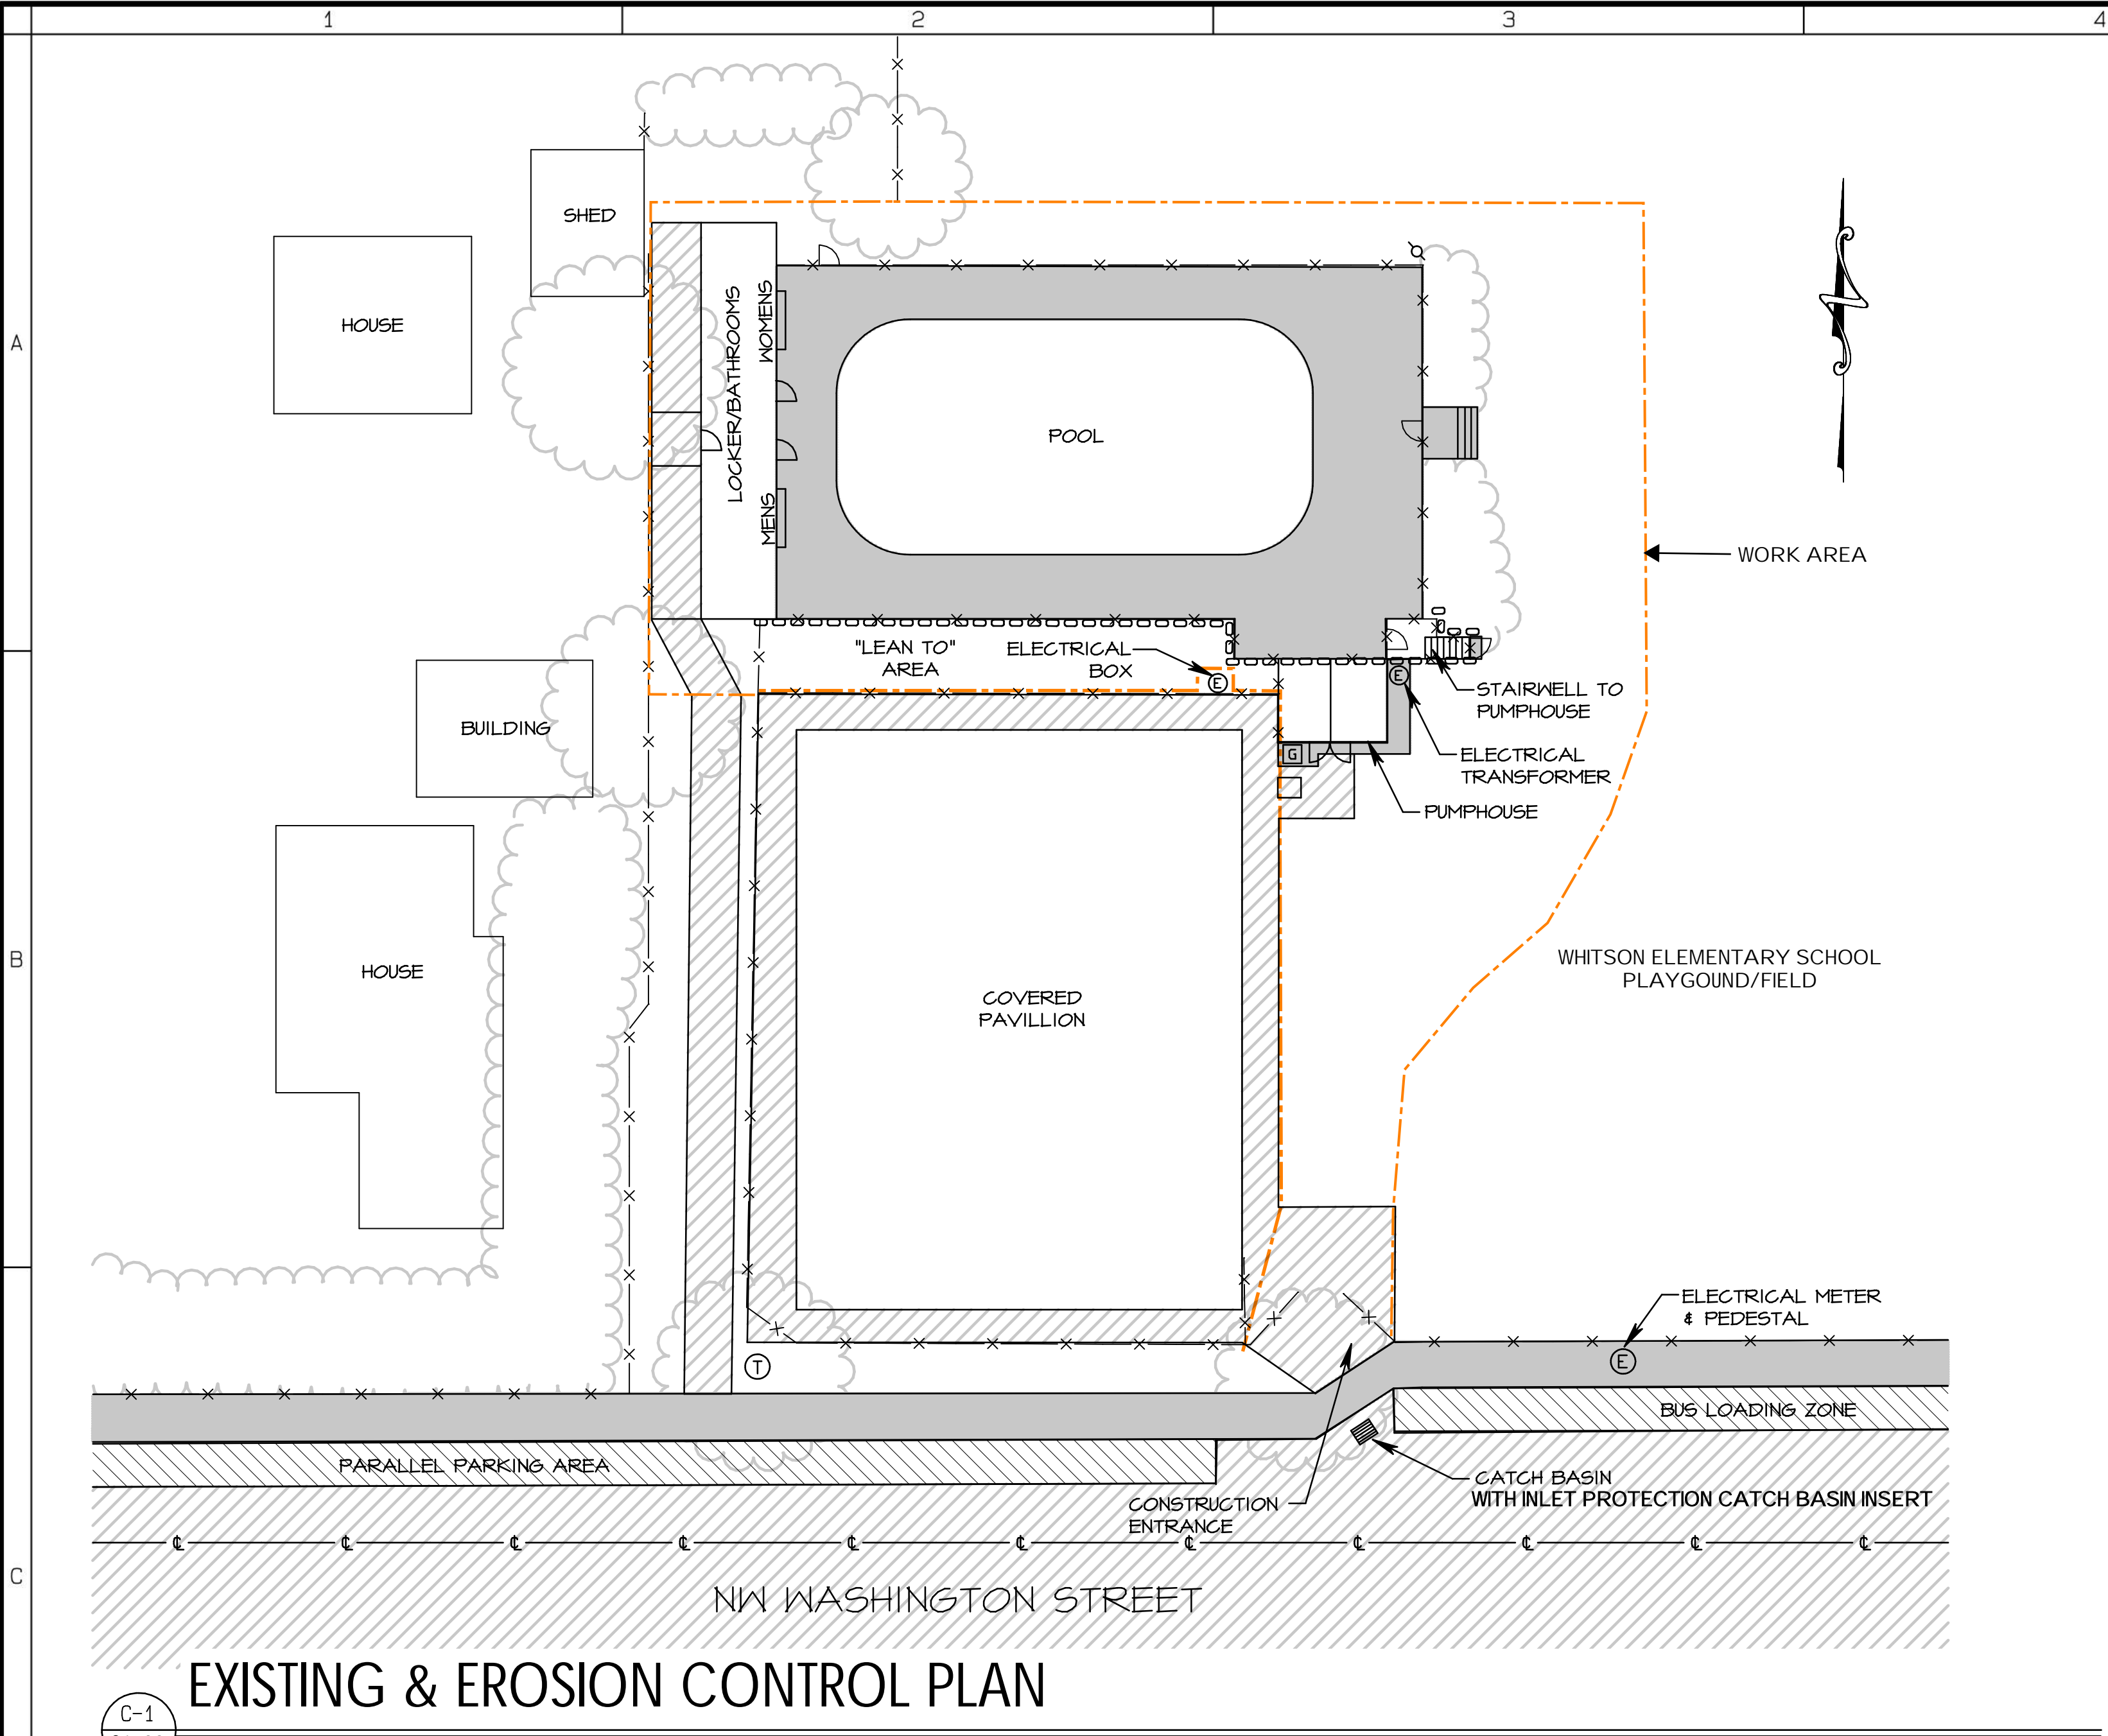 1 2 3 4
A
B
C
SHED
HOUSE
LOCKER/BATHROOMS
WOMENS
MENS
POOL
WORK AREA
"LEAN TO"
AREA
ELECTRICAL
BOX
E
E
STAIRWELL TO
PUMPHOUSE
BUILDING
ELECTRICAL
TRANSFORMER
G
PUMPHOUSE
HOUSE
COVERED
PAVILLION
WHITSON ELEMENTARY SCHOOL
PLAYGOUND/FIELD
ELECTRICAL METER
& PEDESTAL
T
E
BUS LOADING ZONE
PARALLEL PARKING AREA
CATCH BASIN
WITH INLET PROTECTION CATCH BASIN INSERT
CONSTRUCTION
ENTRANCE
NW WASHINGTON STREET
EXISTING & EROSION CONTROL PLAN
C-1